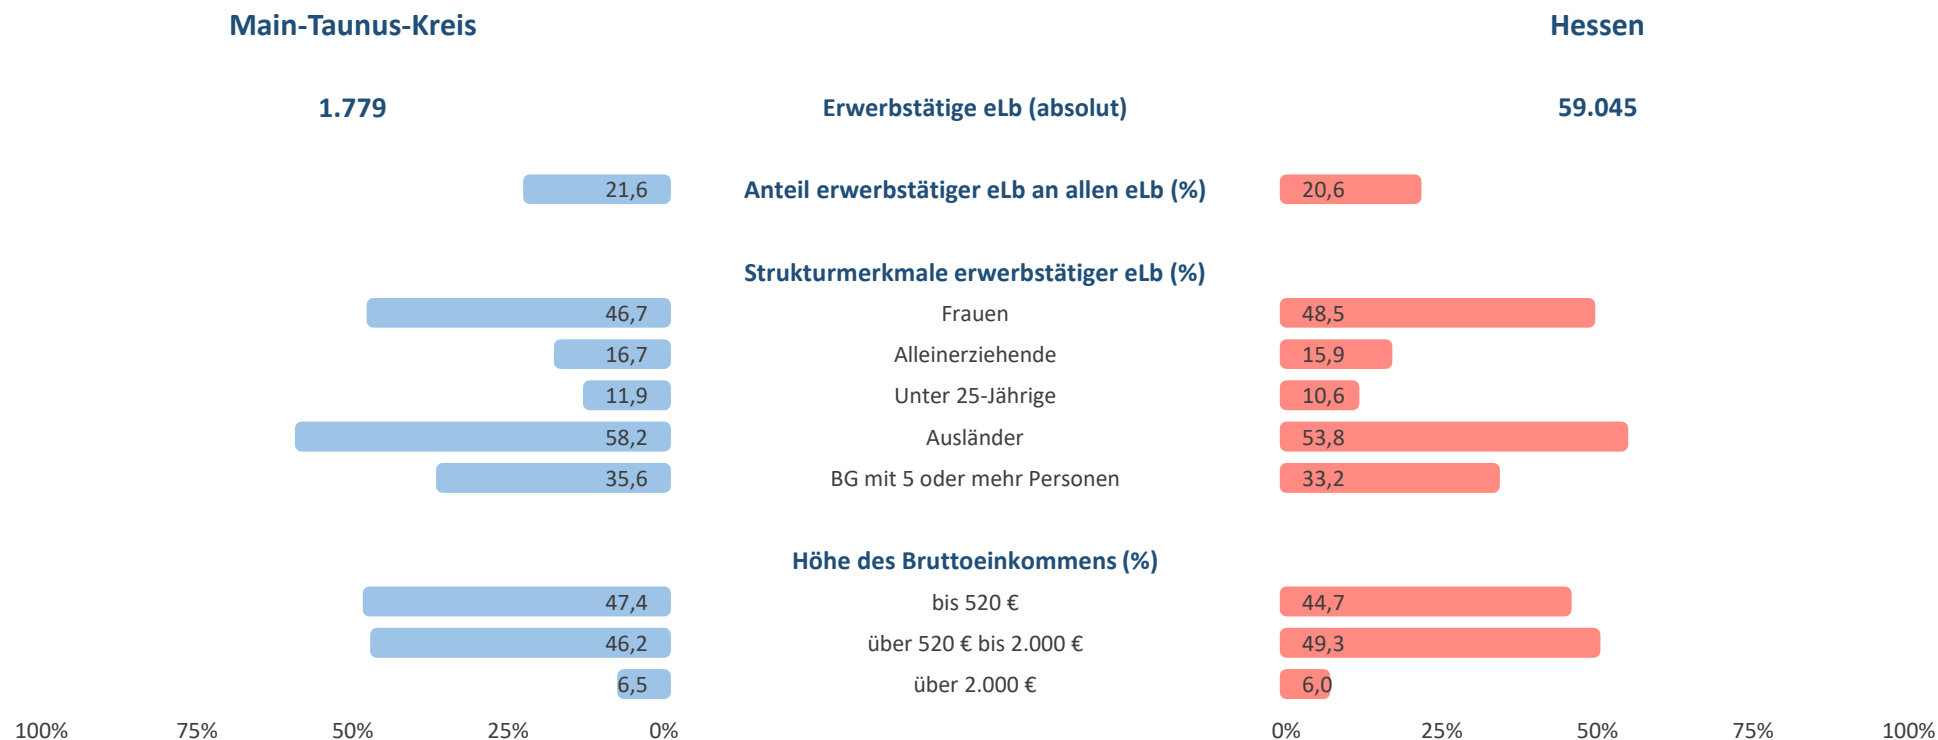 Main-Taunus-Kreis Hessen
1.779 Erwerbstätige eLb (absolut) 59.045
21,6 Anteil erwerbstätiger eLb an allen eLb (%) 20,6
Strukturmerkmale erwerbstätiger eLb (%)
46,7 Frauen 48,5
16,7 Alleinerziehende 15,9
11,9 Unter 25-Jährige 10,6
58,2 Ausländer 53,8
35,6 BG mit 5 oder mehr Personen 33,2
Höhe des Bruttoeinkommens (%)
47,4 bis 520 € 44,7
46,2 über 520 € bis 2.000 € 49,3
6,5 über 2.000 € 6,0
100% 75% 50% 25% 0% 0% 25% 50% 75% 100%